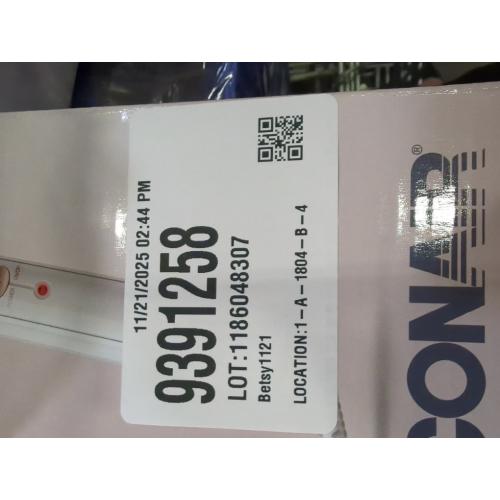 11/21/2025 02:44 PM
9391258
LOT:1186048307
Betsy1121
LOCATION:1-A-1804-B-4
CONAIR®